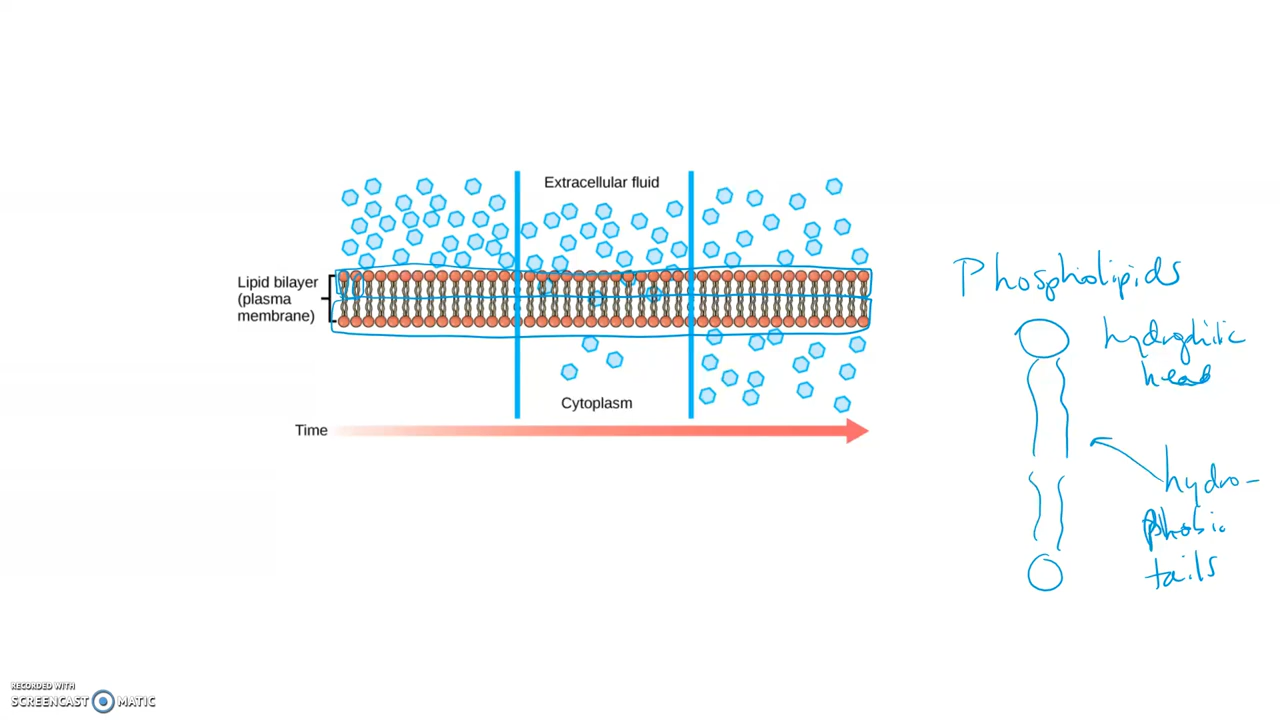 Extracellular fluid
Lipid bilayer
(plasma
membrane)
Cytoplasm
Time
Phospholipids
hydrophilic
head
hydro-
phobic
tails
RECORDED WITH
SCREENCAST MATIC